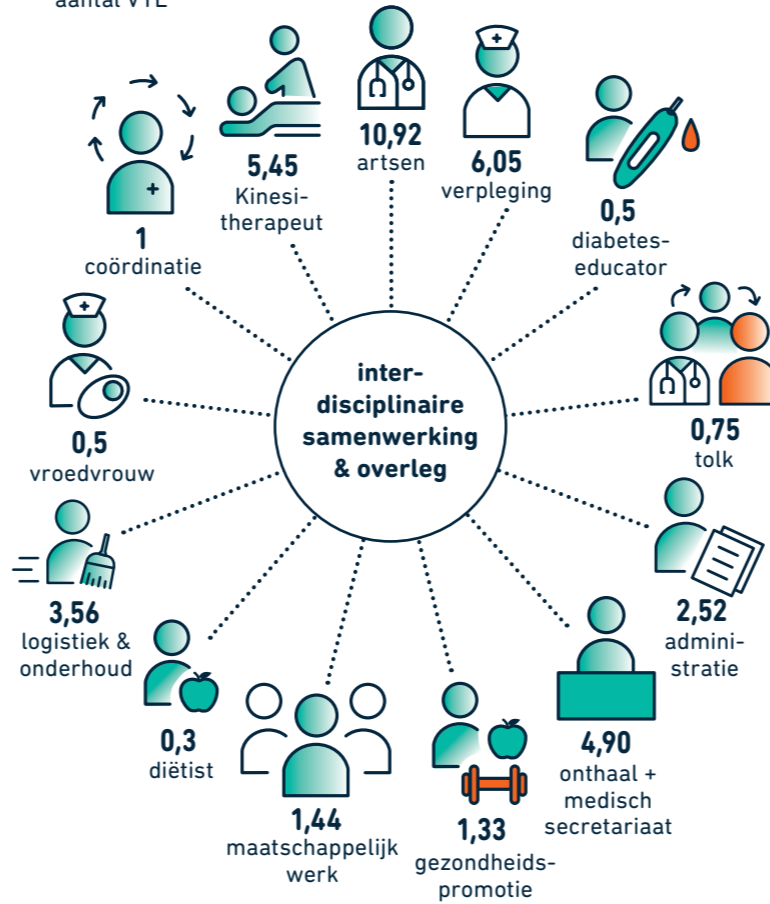 aantal VTE
10,92
artsen
6,05
verpleging
0,5
diabetes-
educator
0,75
tolk
2,52
admini-
stratie
4,90
onthaal +
medisch
secretariaat
1,33
gezondheids-
promotie
1,44
maatschappelijk
werk
0,3
diëtist
3,56
logistiek &
onderhoud
0,5
vroedvrouw
1
coördinatie
5,45
Kinesi-
therapeut
inter-
disciplinaire
samenwerking
& overleg